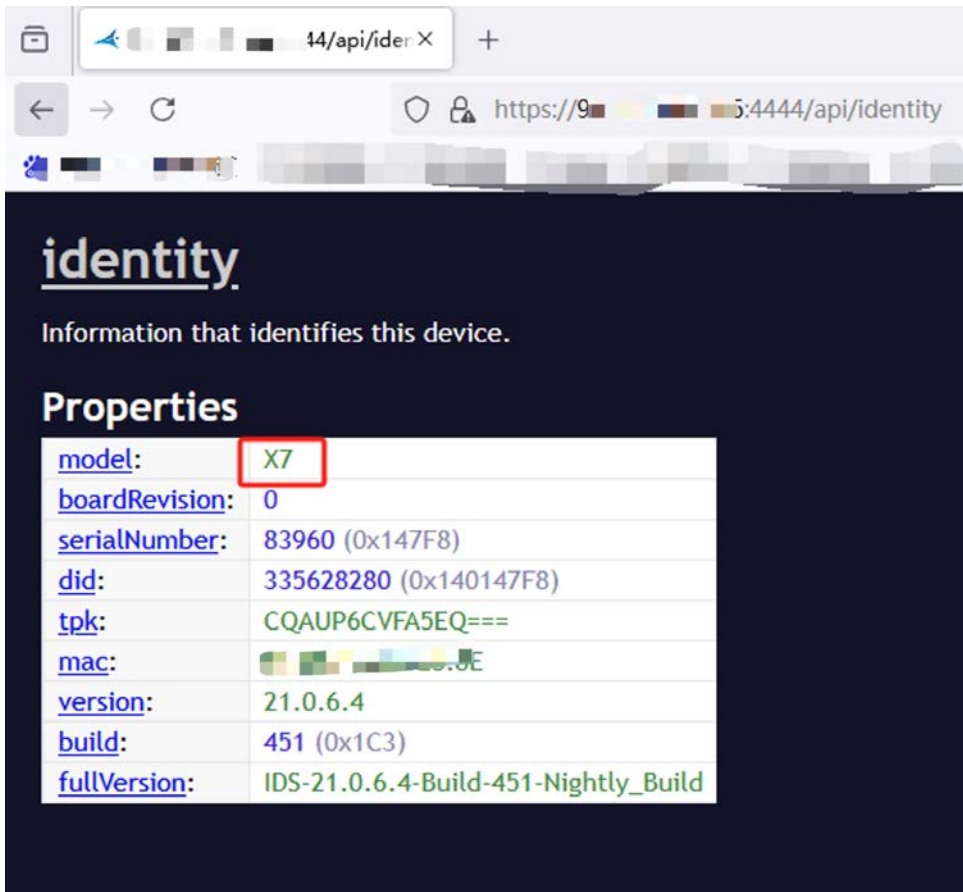 44/api/iden
https://9 5:4444/api/identity
identity
Information that identifies this device.
Properties
model: X7
boardRevision: 0
serialNumber: 83960 (0x147F8)
did: 335628280 (0x140147F8)
tpk: CQAUP6CVFA5EQ===
mac:
version: 21.0.6.4
build: 451 (0x1C3)
fullVersion: IDS-21.0.6.4-Build-451-Nightly_Build